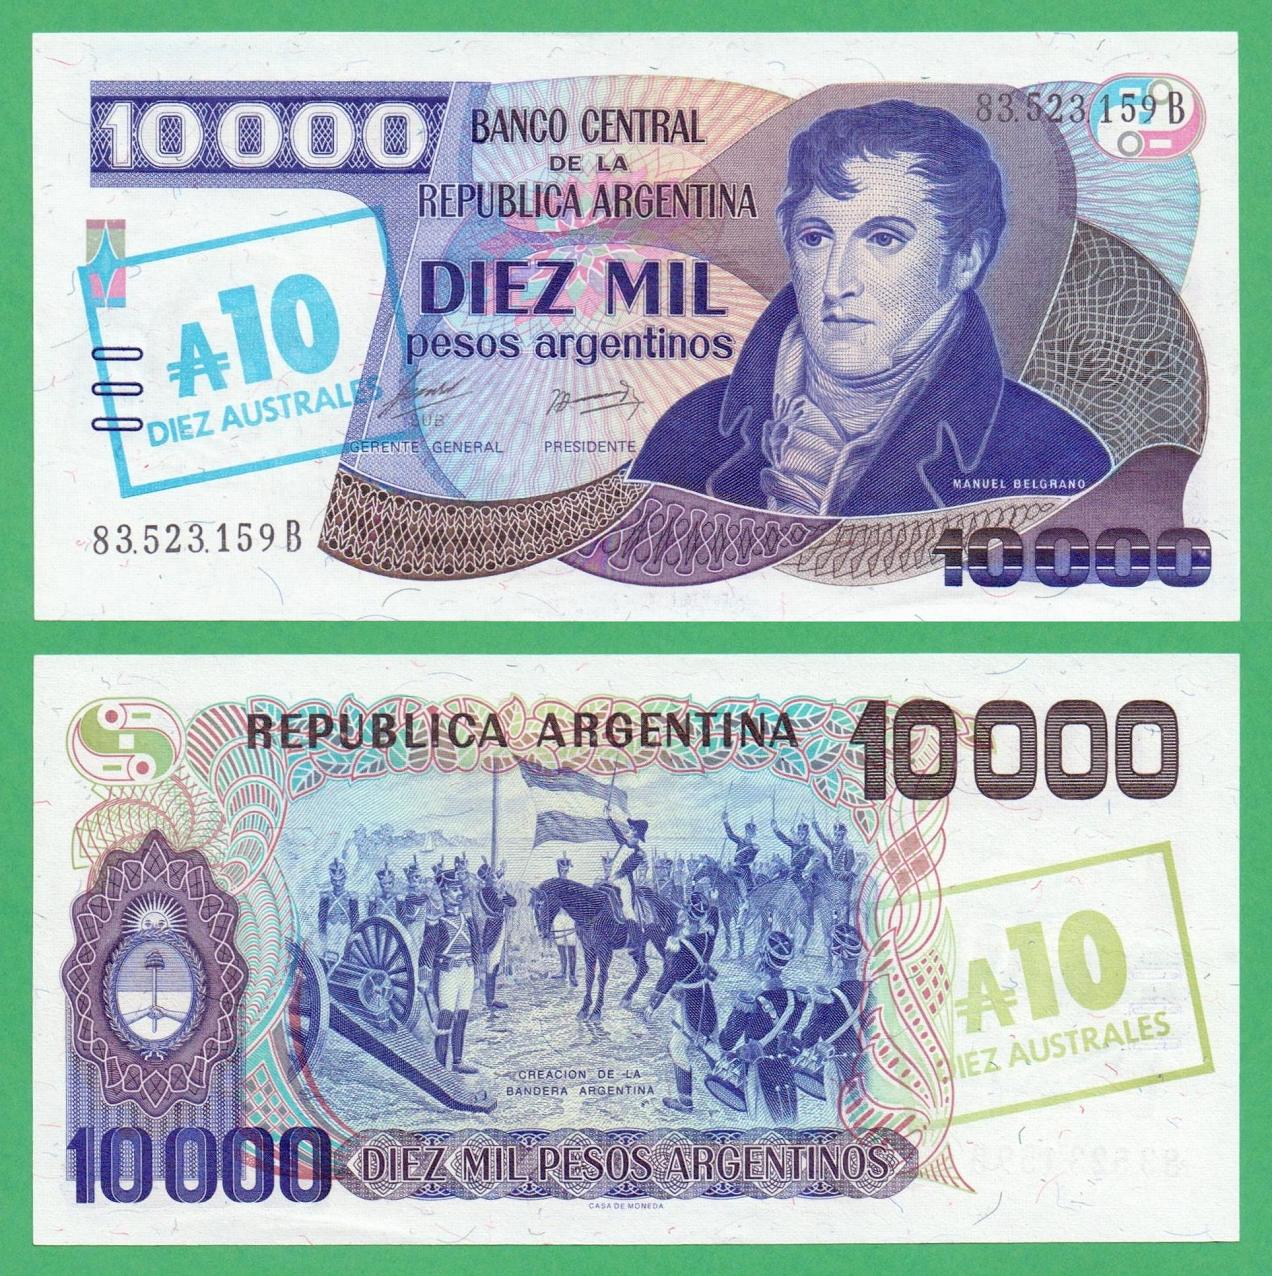 10000
BANCO CENTRAL
DE LA
REPUBLICA ARGENTINA
83.523.159 B
DIEZ MIL
pesos argentinos
₳10
DIEZ AUSTRALES
SUB
GERENTE GENERAL PRESIDENTE
MANUEL BELGRANO
83.523.159 B
10000
REPUBLICA ARGENTINA
10000
₳10
DIEZ AUSTRALES
CREACION DE LA
BANDERA ARGENTINA
10000
DIEZ MIL PESOS ARGENTINOS
CASA DE MONEDA